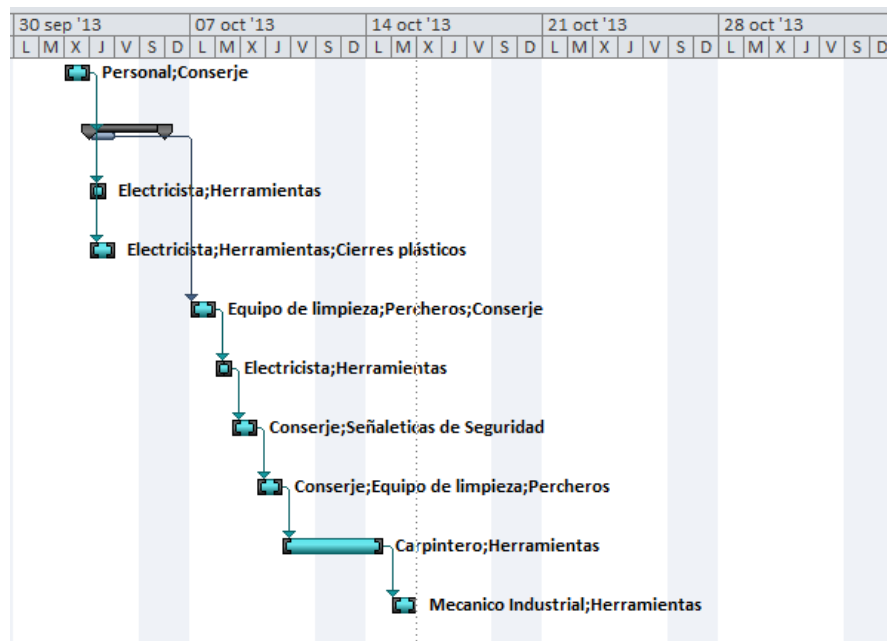 30 sep '13 07 oct '13 14 oct '13 21 oct '13 28 oct '13
L M X J V S D L M X J V S D L M X J V S D L M X J V S D L M X J V S D
Personal;Conserje
Electricista;Herramientas
Electricista;Herramientas;Cierres plásticos
Equipo de limpieza;Percheros;Conserje
Electricista;Herramientas
Conserje;Señaleticas de Seguridad
Conserje;Equipo de limpieza;Percheros
Carpintero;Herramientas
Mecanico Industrial;Herramientas